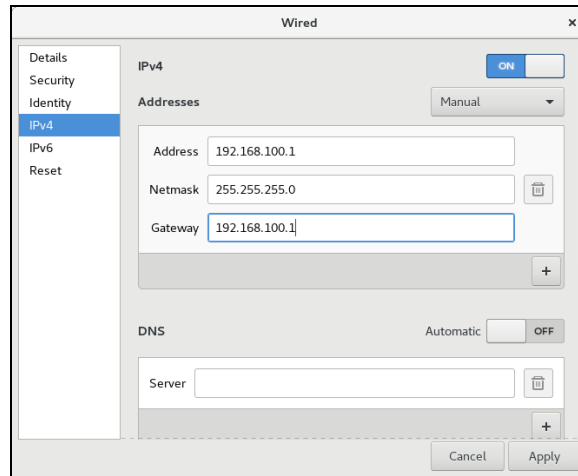 Wired ×
Details
Security
Identity
IPv4
IPv6
Reset
IPv4 ON
Addresses Manual
Address 192.168.100.1
Netmask 255.255.255.0
Gateway 192.168.100.1
+
DNS Automatic OFF
Server
+
Cancel Apply